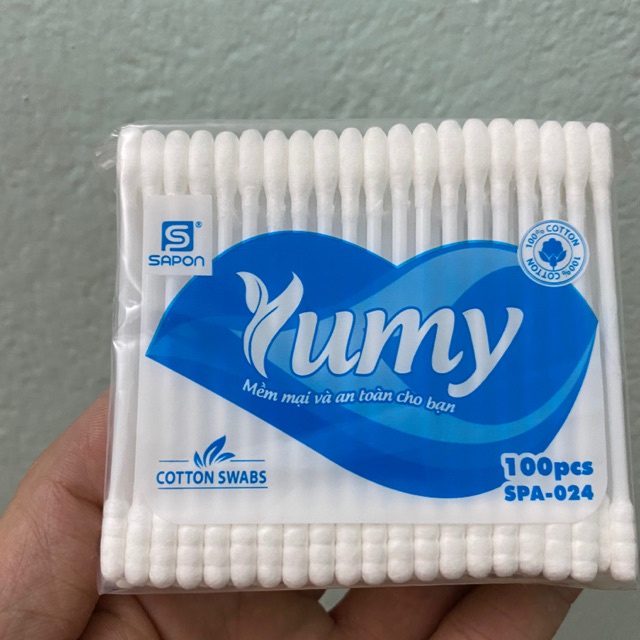 S®
SAPON
100% COTTON
100% COTTON
Yumy
Mềm mại và an toàn cho bạn
COTTON SWABS
100pcs
SPA-024